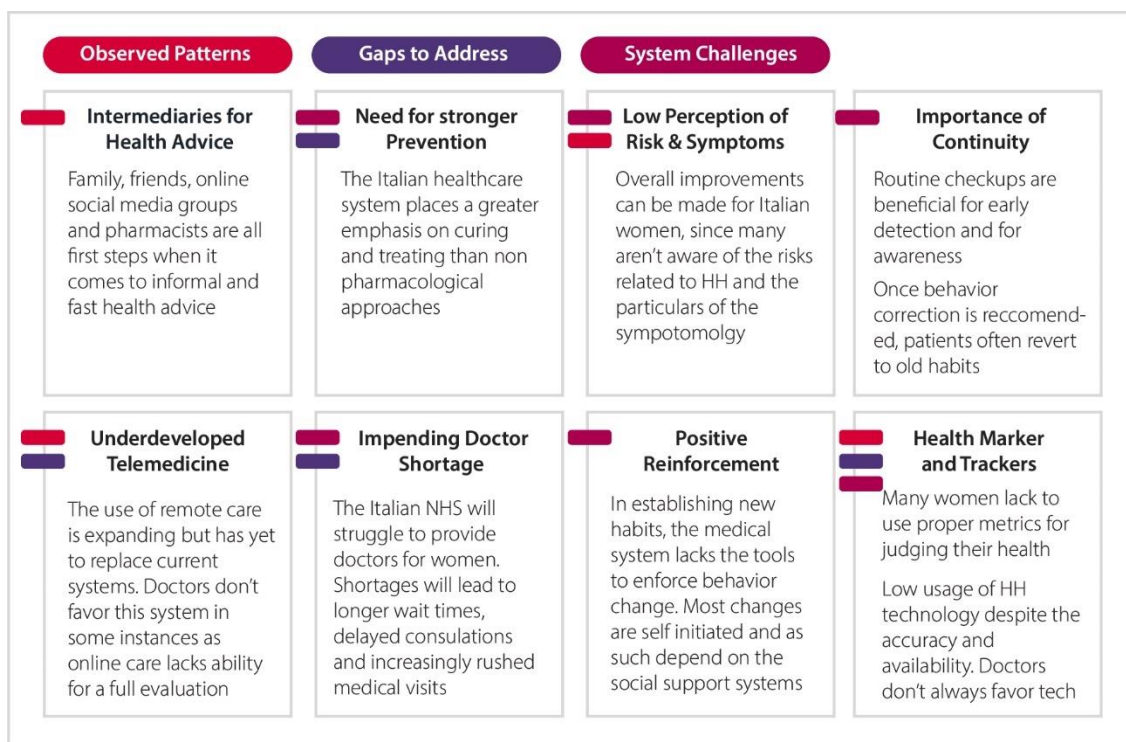 Observed Patterns
Gaps to Address
System Challenges
Intermediaries for
Health Advice
Family, friends, online
social media groups
and pharmacists are all
first steps when it
comes to informal and
fast health advice
Need for stronger
Prevention
The Italian healthcare
system places a greater
emphasis on curing
and treating than non
pharmacological
approaches
Low Perception of
Risk & Symptoms
Overall improvements
can be made for Italian
women, since many
aren't aware of the risks
related to HH and the
particulars of the
sympotomolgy
Importance of
Continuity
Routine checkups are
beneficial for early
detection and for
awareness
Once behavior
correction is reccomend-
ed, patients often revert
to old habits
Underdeveloped
Telemedicine
The use of remote care
is expanding but has yet
to replace current
systems. Doctors don't
favor this system in
some instances as
online care lacks ability
for a full evaluation
Impending Doctor
Shortage
The Italian NHS will
struggle to provide
doctors for women.
Shortages will lead to
longer wait times,
delayed consulations
and increasingly rushed
medical visits
Positive
Reinforcement
In establishing new
habits, the medical
system lacks the tools
to enforce behavior
change. Most changes
are self initiated and as
such depend on the
social support systems
Health Marker
and Trackers
Many women lack to
use proper metrics for
judging their health
Low usage of HH
technology despite the
accuracy and
availability. Doctors
don't always favor tech